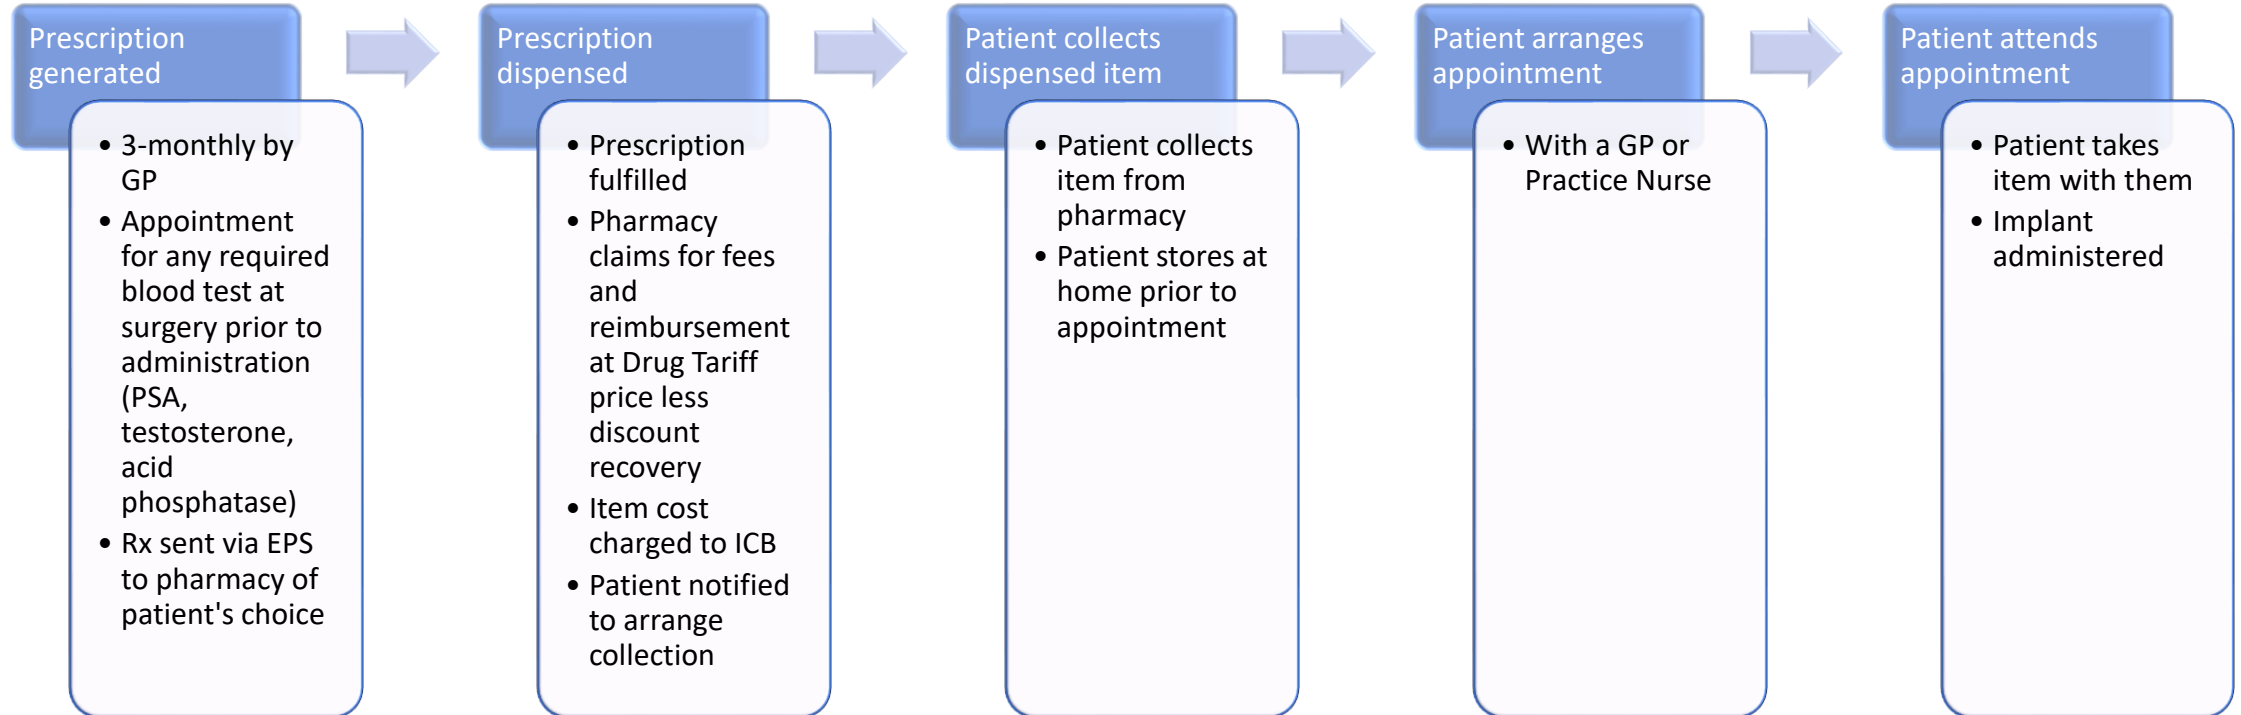 Prescription
generated
• 3-monthly by
GP
• Appointment
for any required
blood test at
surgery prior to
administration
(PSA,
testosterone,
acid
phosphatase)
• Rx sent via EPS
to pharmacy of
patient's choice
Prescription
dispensed
• Prescription
fulfilled
• Pharmacy
claims for fees
and
reimbursement
at Drug Tariff
price less
discount
recovery
• Item cost
charged to ICB
• Patient notified
to arrange
collection
Patient collects
dispensed item
• Patient collects
item from
pharmacy
• Patient stores at
home prior to
appointment
Patient arranges
appointment
• With a GP or
Practice Nurse
Patient attends
appointment
• Patient takes
item with them
• Implant
administered